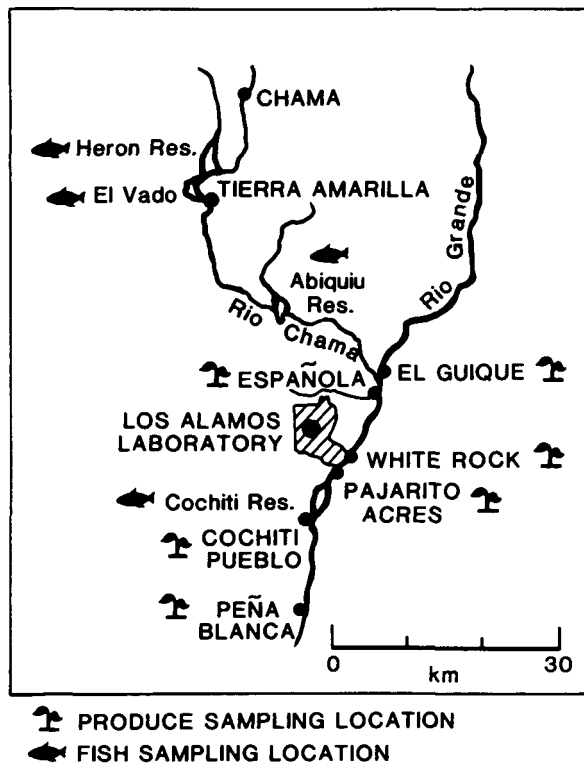 CHAMA
Heron Res.
El Vado
TIERRA AMARILLA
Abiquiu
Res.
Rio
Chama
Rio
Grande
ESPAÑOLA
EL GUIQUE
LOS ALAMOS
LABORATORY
WHITE ROCK
PAJARITO
ACRES
Cochiti Res.
COCHITI
PUEBLO
PEÑA
BLANCA
0 30
km
PRODUCE SAMPLING LOCATION
FISH SAMPLING LOCATION